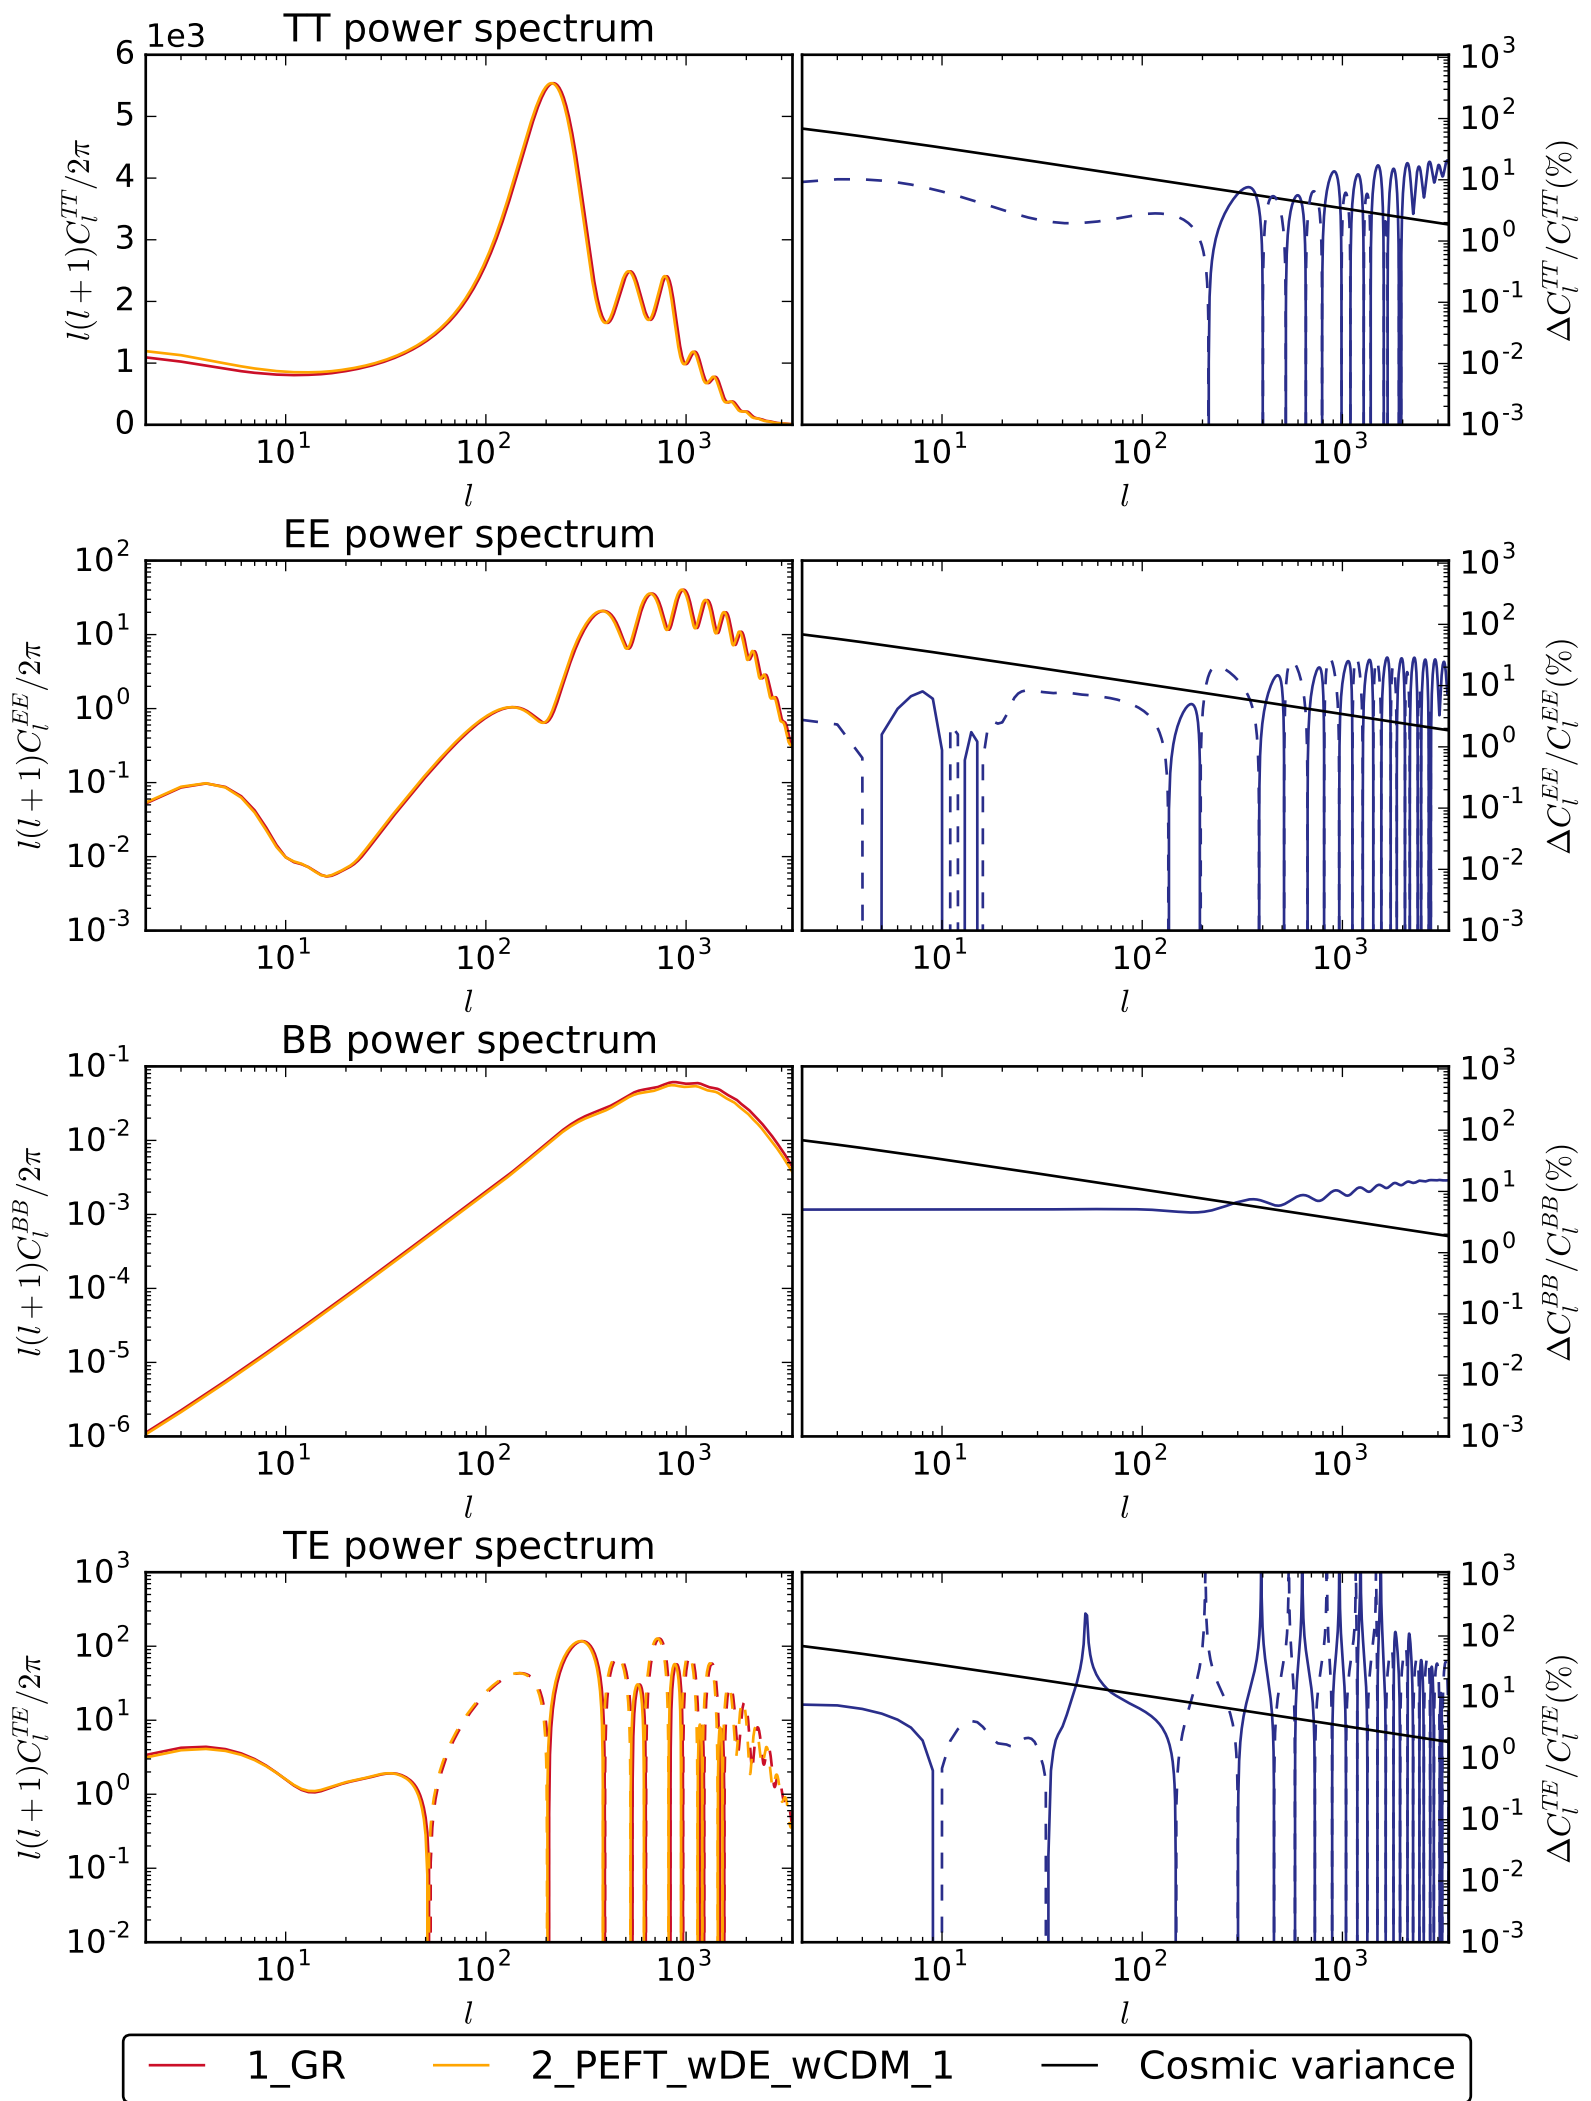 TT power spectrum
1e3
6
5
4
3
2
1
0
l(l + 1)C_l^{TT}/2π
10^1 10^2 10^3
l
10^1 10^2 10^3
l
10^3
10^2
10^1
10^0
10^-1
10^-2
10^-3
ΔC_l^{TT}/C_l^{TT}(%)
EE power spectrum
10^2
10^1
10^0
10^-1
10^-2
10^-3
l(l + 1)C_l^{EE}/2π
10^1 10^2 10^3
l
10^1 10^2 10^3
l
10^3
10^2
10^1
10^0
10^-1
10^-2
10^-3
ΔC_l^{EE}/C_l^{EE}(%)
BB power spectrum
10^-1
10^-2
10^-3
10^-4
10^-5
10^-6
l(l + 1)C_l^{BB}/2π
10^1 10^2 10^3
l
10^1 10^2 10^3
l
10^3
10^2
10^1
10^0
10^-1
10^-2
10^-3
ΔC_l^{BB}/C_l^{BB}(%)
TE power spectrum
10^3
10^2
10^1
10^0
10^-1
10^-2
l(l + 1)C_l^{TE}/2π
10^1 10^2 10^3
l
10^1 10^2 10^3
l
10^3
10^2
10^1
10^0
10^-1
10^-2
10^-3
ΔC_l^{TE}/C_l^{TE}(%)
1_GR 2_PEFT_wDE_wCDM_1 Cosmic variance